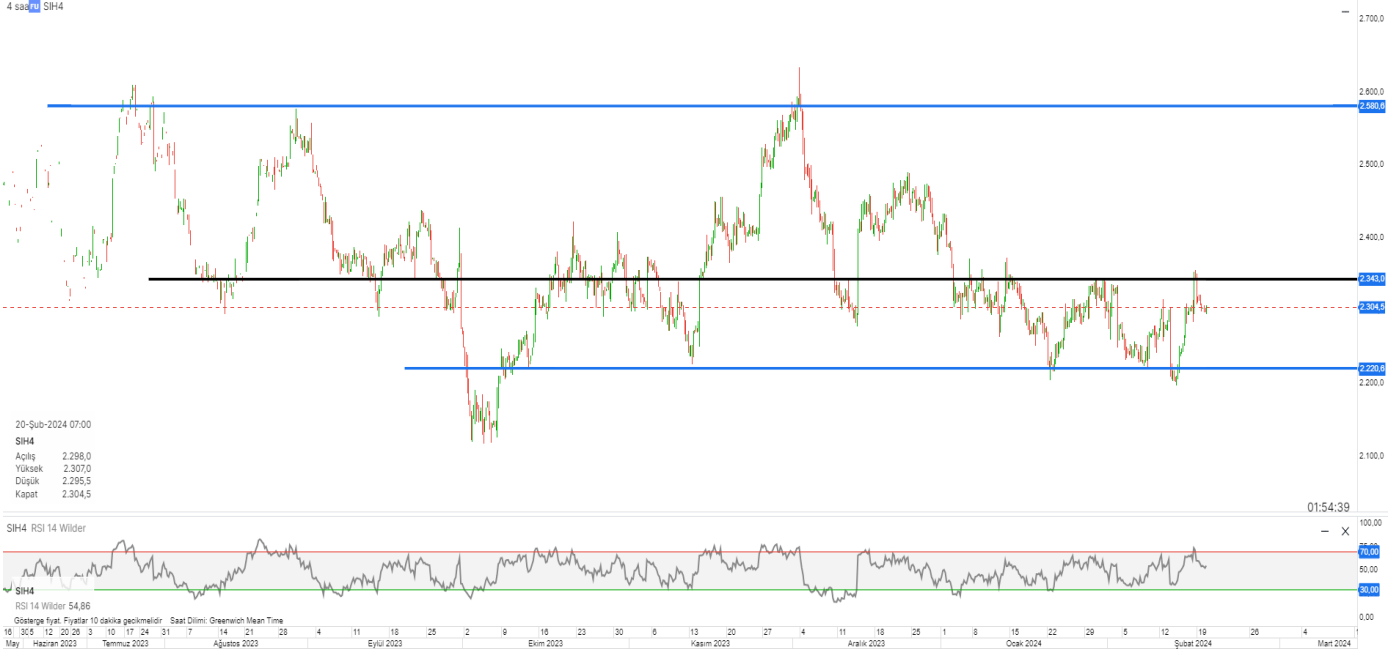 4 saa ru SIH4
2.700,0
2.600,0
2.580,6
2.500,0
2.400,0
2.343,0
2.304,5
2.220,6
2.200,0
2.100,0
20-Şub-2024 07:00
SIH4
Açılış 2.298,0
Yüksek 2.307,0
Düşük 2.295,5
Kapat 2.304,5
01:54:39
SIH4 RSI 14 Wilder
100,00
70,00
50,00
30,00
0,00
SIH4
RSI 14 Wilder 54,86
Gösterge fiyat. Fiyatlar 10 dakika gecikmelidir Saat Dilimi: Greenwich Mean Time
16 30 5 12 20 26 3 10 17 24 31 7 14 21 28 4 11 18 25 2 9 16 23 30 6 13 20 27 4 11 18 25 1 8 15 22 29 5 12 19 26 4
May Haziran 2023 Temmuz 2023 Ağustos 2023 Eylül 2023 Ekim 2023 Kasım 2023 Aralık 2023 Ocak 2024 Şubat 2024 Mart 2024